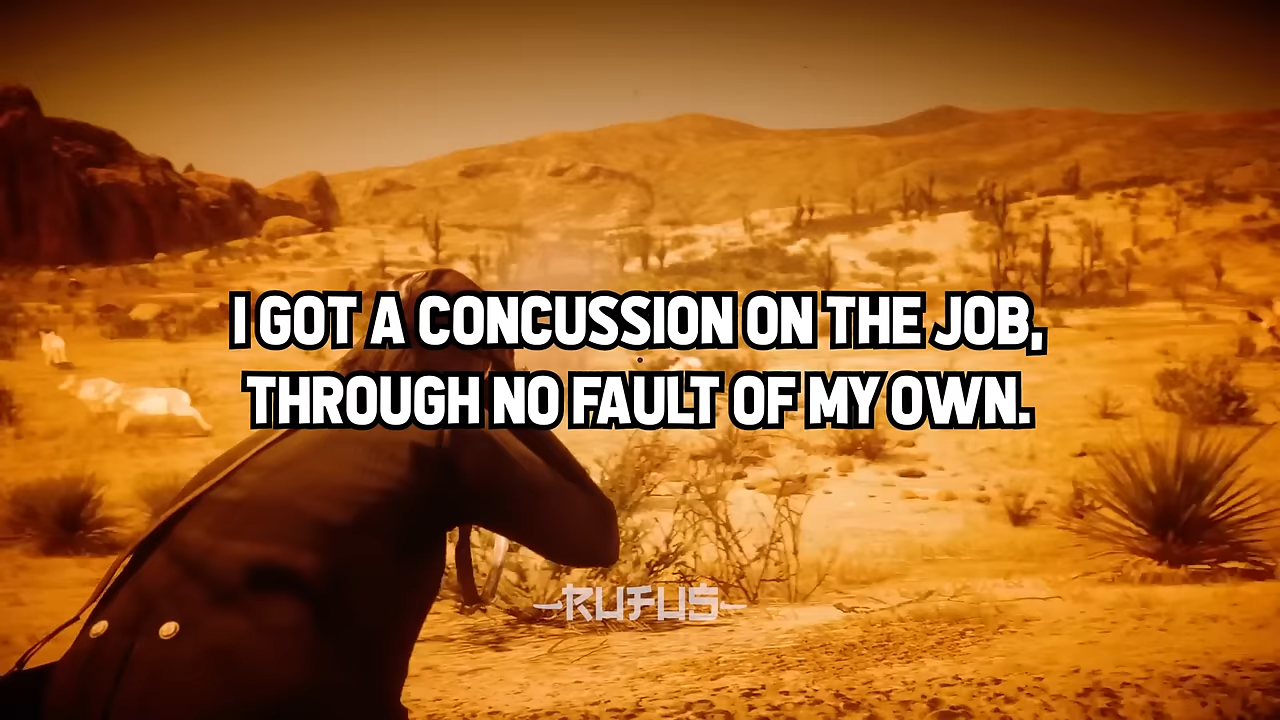 I GOT A CONCUSSION ON THE JOB,
THROUGH NO FAULT OF MY OWN.
-RUFUS-